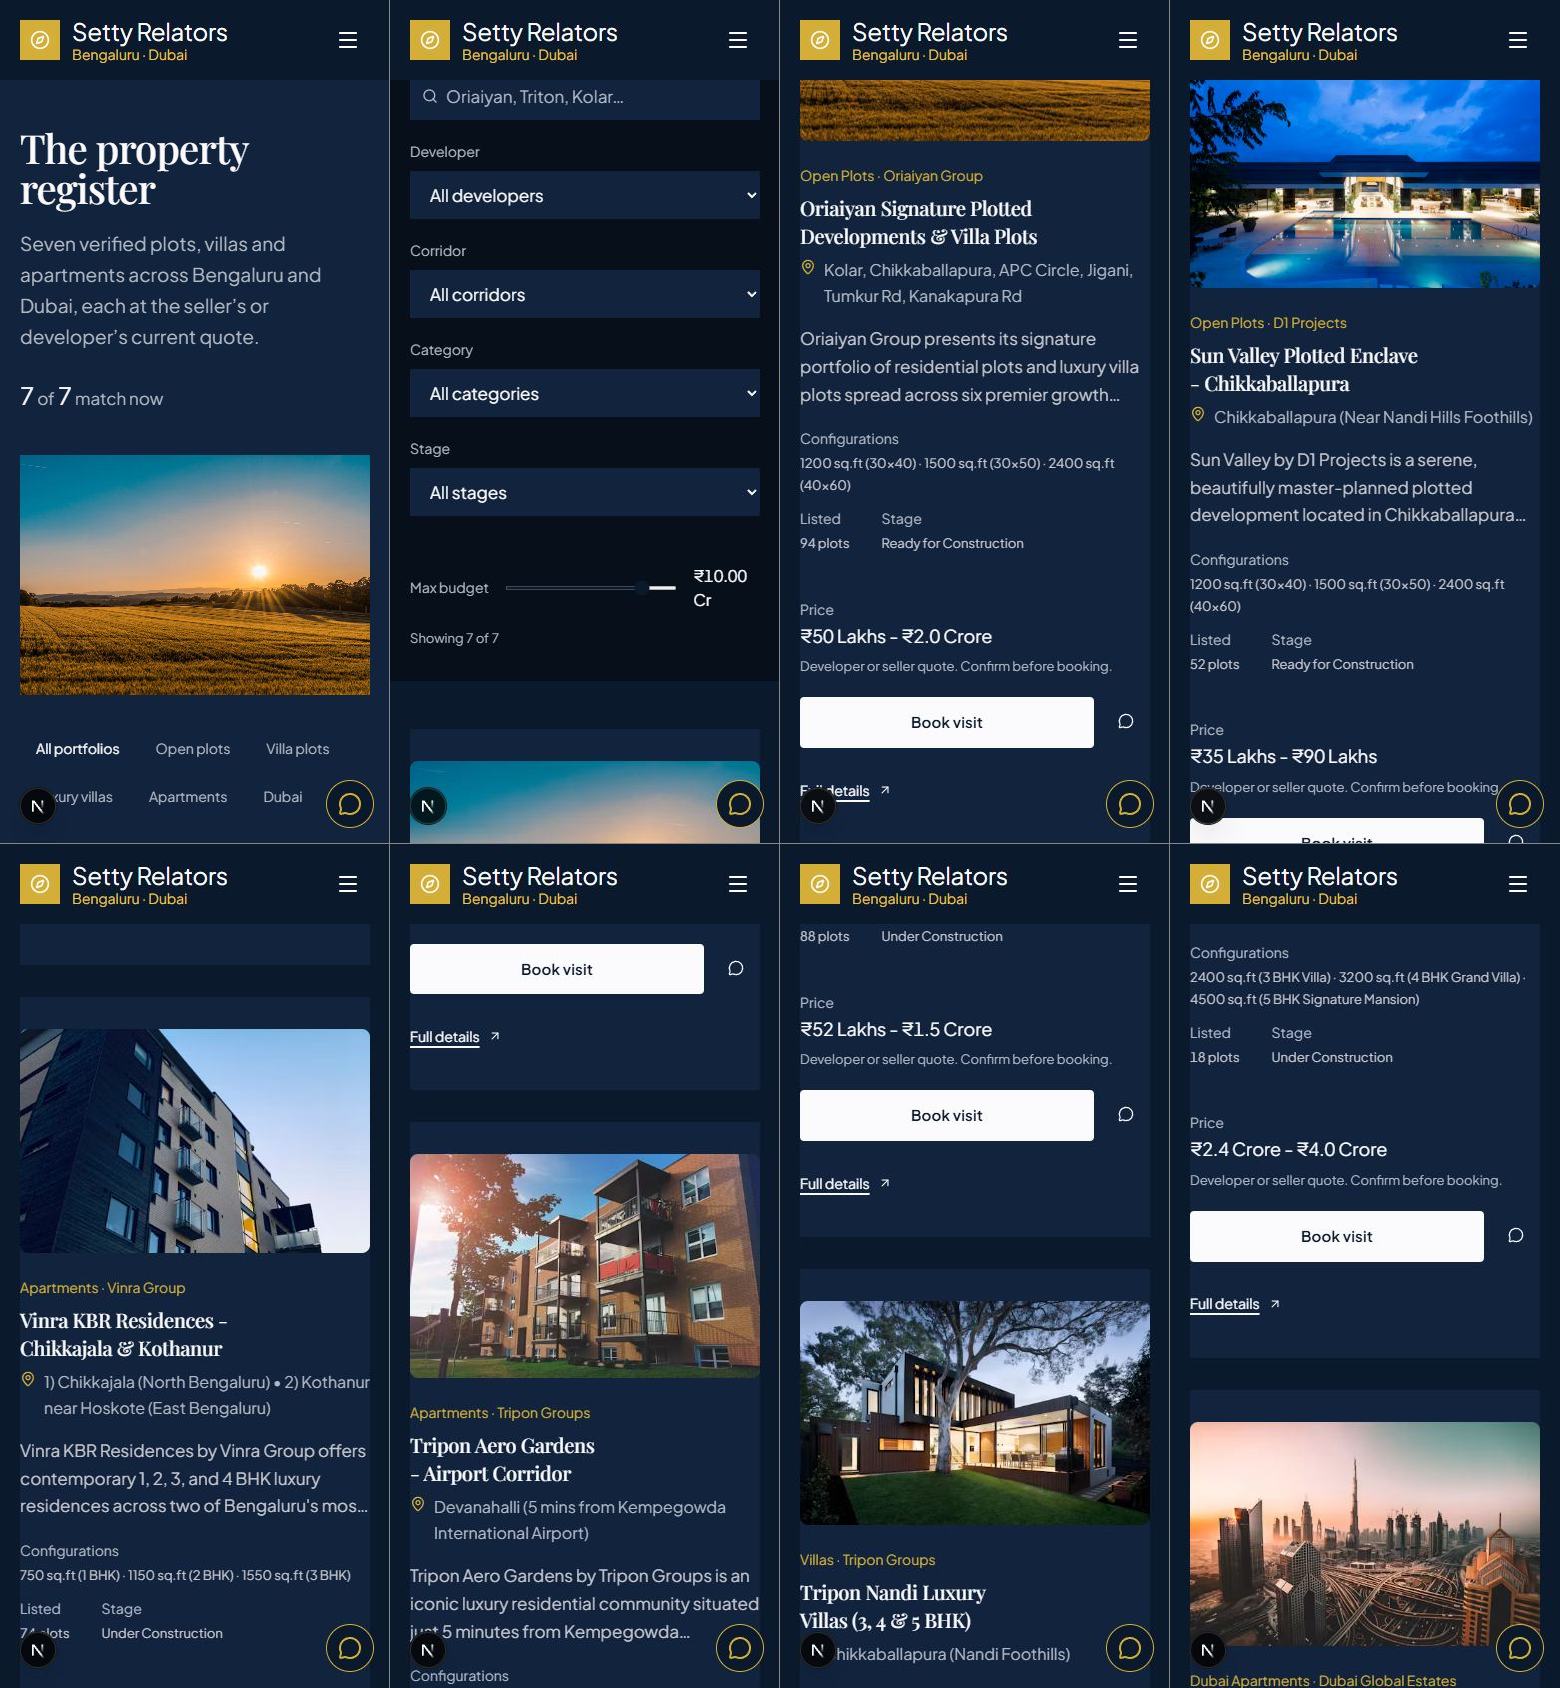 Setty Relators
Bengaluru · Dubai
The property
register
Seven verified plots, villas and
apartments across Bengaluru and
Dubai, each at the seller's or
developer's current quote.
7 of 7 match now
All portfolios
Open plots
Villa plots
villas
Apartments
Dubai
N
Setty Relators
Bengaluru · Dubai
Oriaiyan, Triton, Kolar...
Developer
All developers
Corridor
All corridors
Category
All categories
Stage
All stages
Max budget
₹10.00
Cr
Showing 7 of 7
N
Setty Relators
Bengaluru · Dubai
Open Plots · Oriaiyan Group
Oriaiyan Signature Plotted
Developments & Villa Plots
Kolar, Chikkaballapura, APC Circle, Jigani,
Tumkur Rd, Kanakapura Rd
Oriaiyan Group presents its signature
portfolio of residential plots and luxury villa
plots spread across six premier growth...
Configurations
1200 sq.ft (30×40) · 1500 sq.ft (30×50) · 2400 sq.ft
(40×60)
Listed
Stage
94 plots
Ready for Construction
Price
₹50 Lakhs - ₹2.0 Crore
Developer or seller quote. Confirm before booking.
Book visit
Full details
N
Setty Relators
Bengaluru · Dubai
Open Plots · D1 Projects
Sun Valley Plotted Enclave
- Chikkaballapura
Chikkaballapura (Near Nandi Hills Foothills)
Sun Valley by D1 Projects is a serene,
beautifully master-planned plotted
development located in Chikkaballapura...
Configurations
1200 sq.ft (30×40) · 1500 sq.ft (30×50) · 2400 sq.ft
(40×60)
Listed
Stage
52 plots
Ready for Construction
Price
₹35 Lakhs - ₹90 Lakhs
Developer or seller quote. Confirm before booking
Book visit
N
Setty Relators
Bengaluru · Dubai
Apartments · Vinra Group
Vinra KBR Residences -
Chikkajala & Kothanur
1) Chikkajala (North Bengaluru) • 2) Kothanur
near Hoskote (East Bengaluru)
Vinra KBR Residences by Vinra Group offers
contemporary 1, 2, 3, and 4 BHK luxury
residences across two of Bengaluru's mos...
Configurations
750 sq.ft (1 BHK) · 1150 sq.ft (2 BHK) · 1550 sq.ft (3 BHK)
Listed
Stage
74 plots
Under Construction
N
Setty Relators
Bengaluru · Dubai
Book visit
Full details
Apartments · Tripon Groups
Tripon Aero Gardens
- Airport Corridor
Devanahalli (5 mins from Kempegowda
International Airport)
Tripon Aero Gardens by Tripon Groups is an
iconic luxury residential community situated
just 5 minutes from Kempegowda...
Configurations
N
Setty Relators
Bengaluru · Dubai
88 plots
Under Construction
Price
₹52 Lakhs - ₹1.5 Crore
Developer or seller quote. Confirm before booking.
Book visit
Full details
Villas · Tripon Groups
Tripon Nandi Luxury
Villas (3, 4 & 5 BHK)
hikkaballapura (Nandi Foothills)
N
Setty Relators
Bengaluru · Dubai
Configurations
2400 sq.ft (3 BHK Villa) · 3200 sq.ft (4 BHK Grand Villa) ·
4500 sq.ft (5 BHK Signature Mansion)
Listed
Stage
18 plots
Under Construction
Price
₹2.4 Crore - ₹4.0 Crore
Developer or seller quote. Confirm before booking.
Book visit
Full details
Dubai Apartments · Dubai Global Estates
N